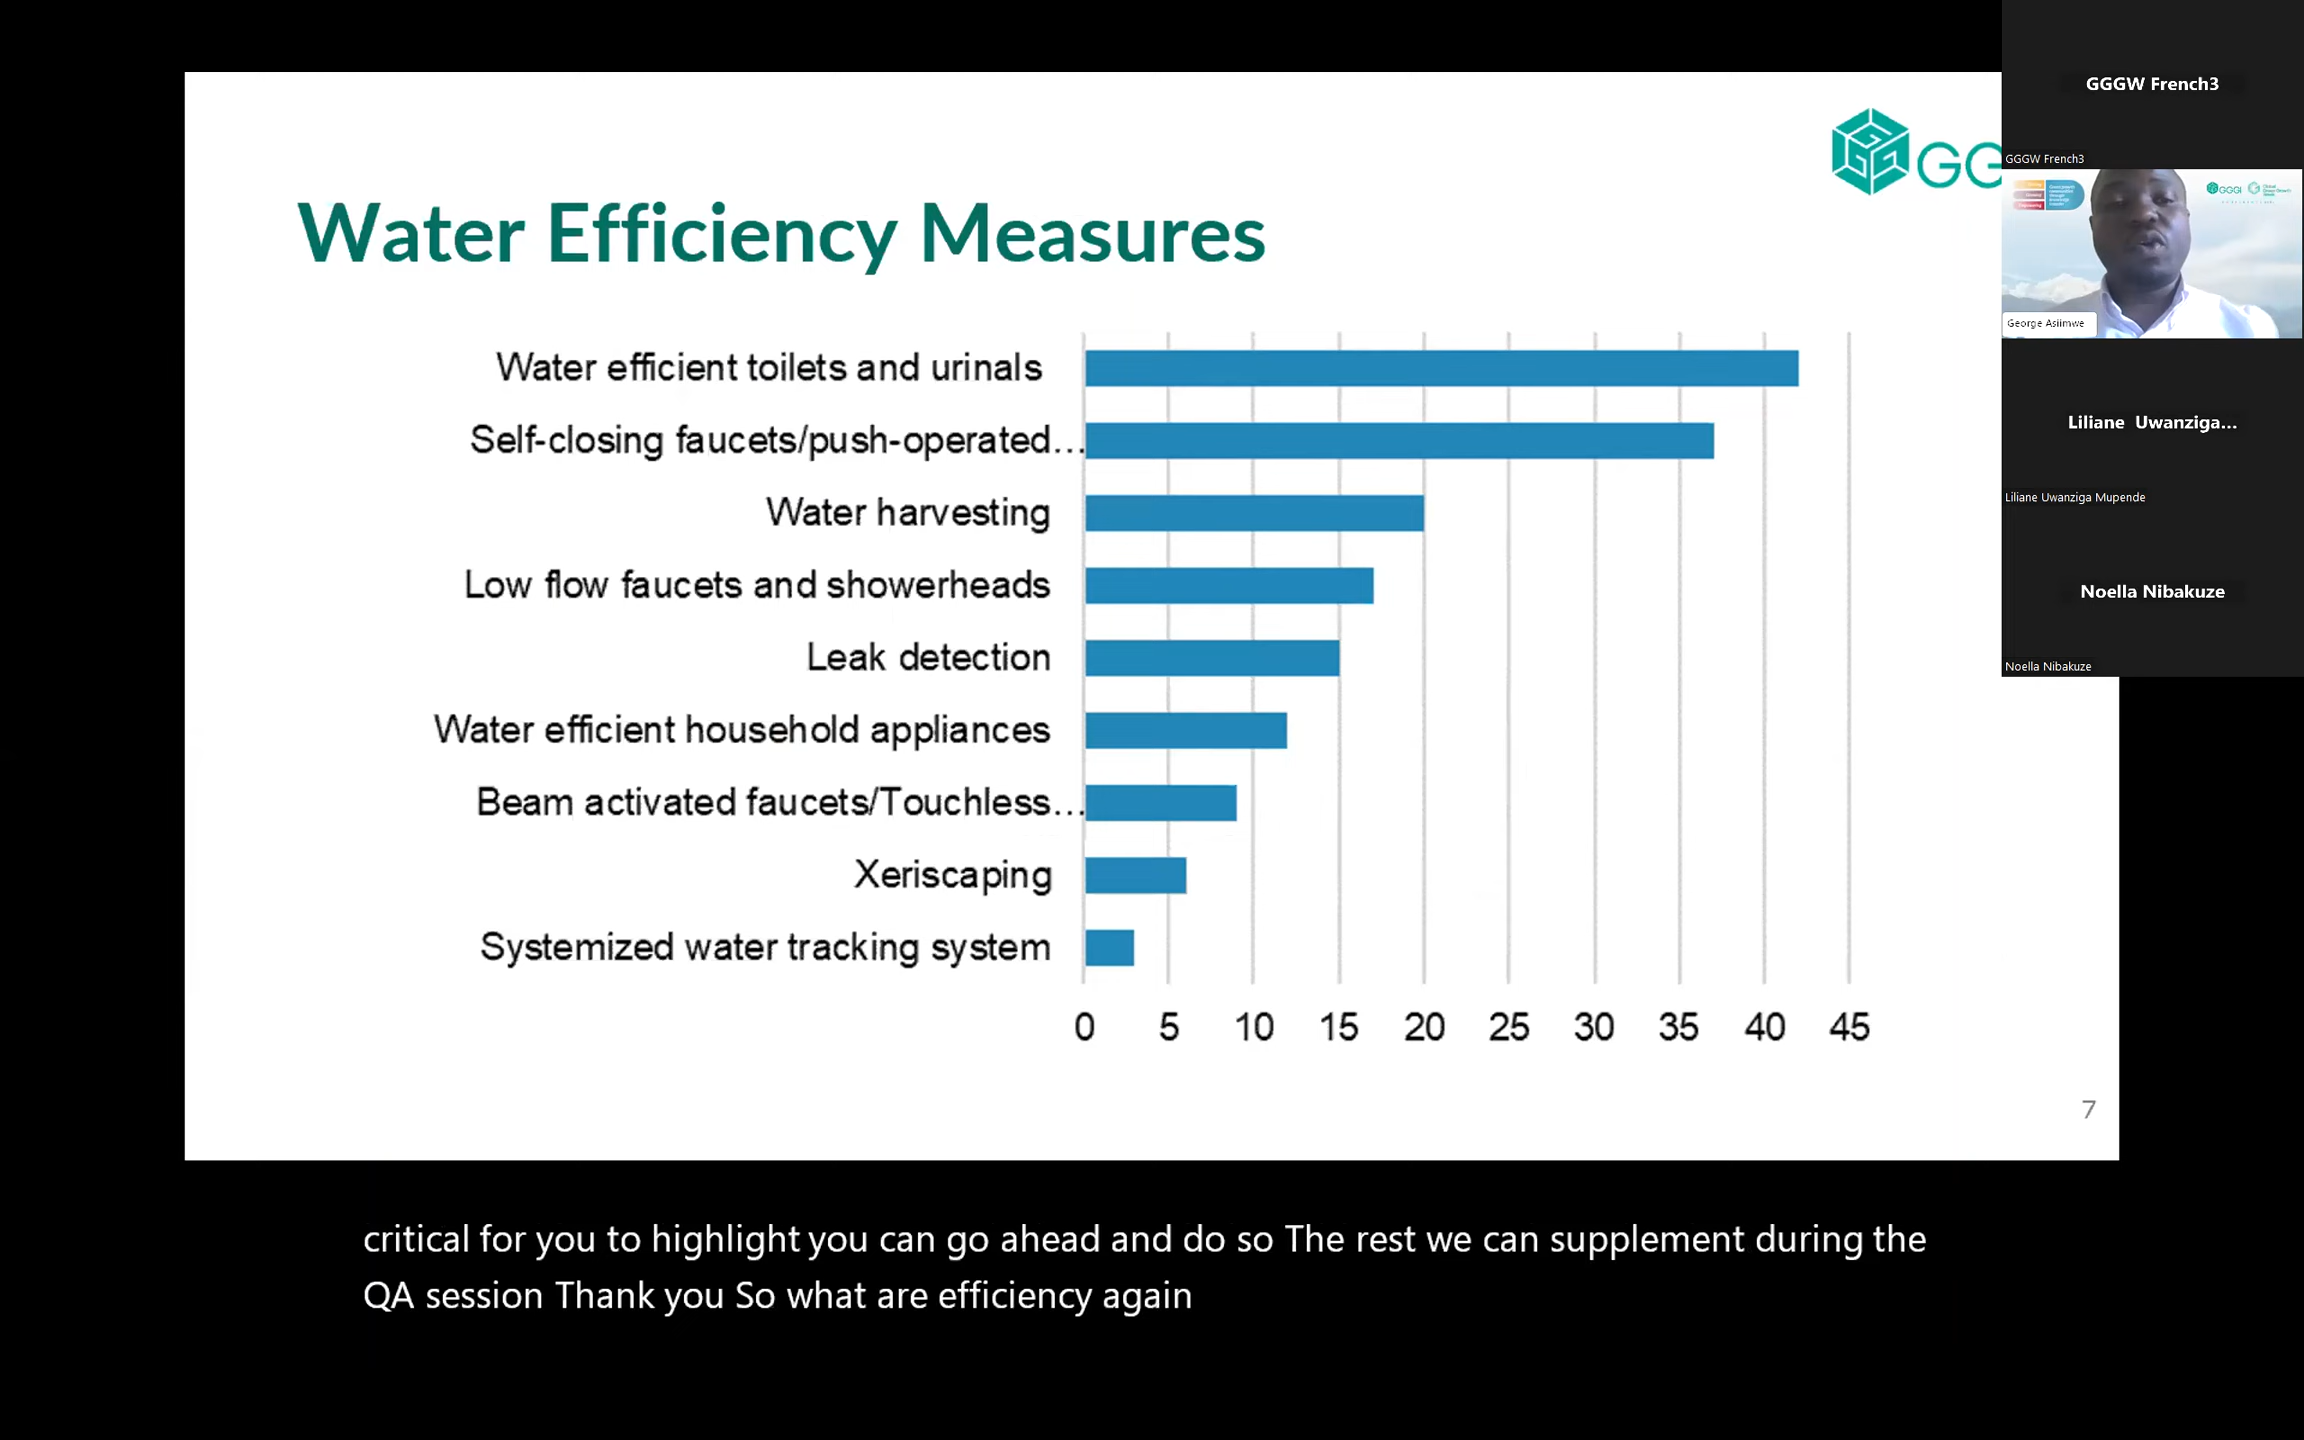 GGGW French3
GGGW French3
GG
Water Efficiency Measures
GGGI
George Asiimwe
Liliane Uwanziga...
Liliane Uwanziga Mupende
Noella Nibakuze
Noella Nibakuze
Water efficient toilets and urinals
Self-closing faucets/push-operated...
Water harvesting
Low flow faucets and showerheads
Leak detection
Water efficient household appliances
Beam activated faucets/Touchless...
Xeriscaping
Systemized water tracking system
0 5 10 15 20 25 30 35 40 45
7
critical for you to highlight you can go ahead and do so The rest we can supplement during the
QA session Thank you So what are efficiency again